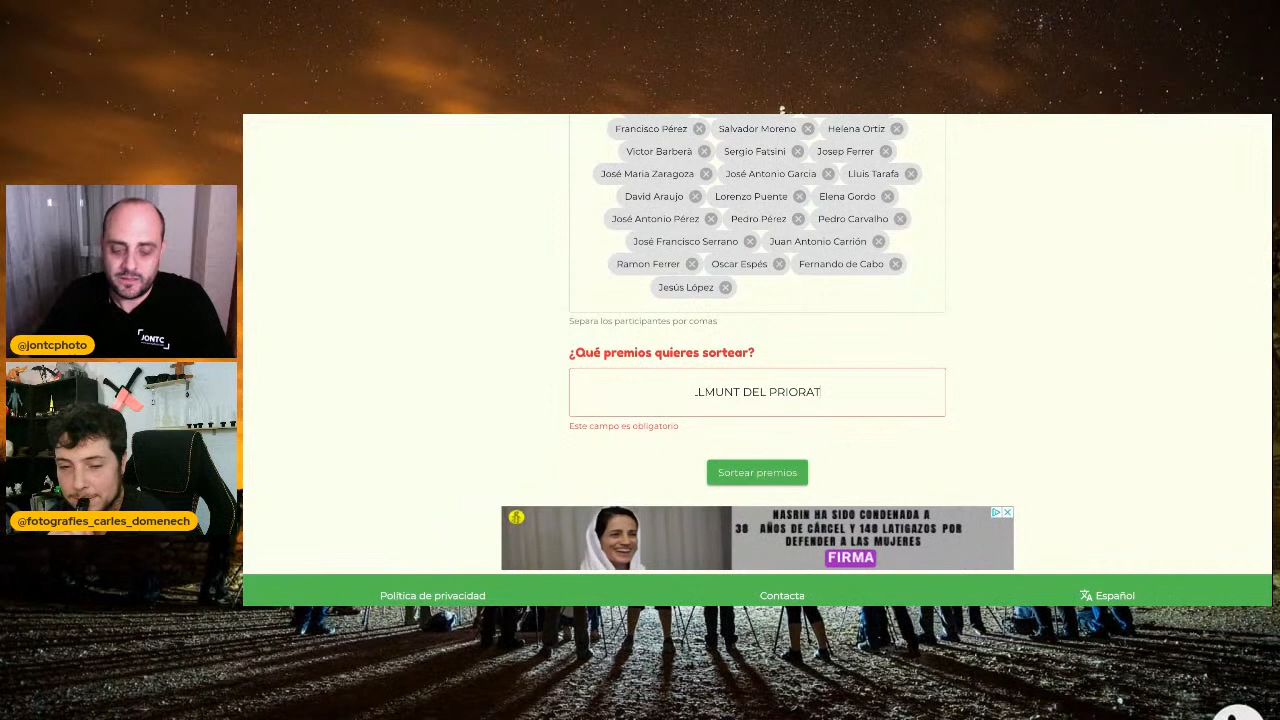 Francisco Pérez Salvador Moreno Helena Ortiz
Victor Barberà Sergio Fatsini Josep Ferrer
José Maria Zaragoza José Antonio Garcia Lluis Tarafa
David Araujo Lorenzo Puente Elena Gordo
José Antonio Pérez Pedro Pérez Pedro Carvalho
José Francisco Serrano Juan Antonio Carrión
Ramon Ferrer Oscar Espés Fernando de Cabo
Jesús López
Separa los participantes por comas
¿Qué premios quieres sortear?
LMUNT DEL PRIORAT
Este campo es obligatorio
Sortear premios
NASRIN HA SIDO CONDENADA A
38 AÑOS DE CÁRCEL Y 148 LATIGAZOS POR
DEFENDER A LAS MUJERES
FIRMA
Política de privacidad Contacta Español
JONTC
@jontcphoto
@fotografies_carles_domenech